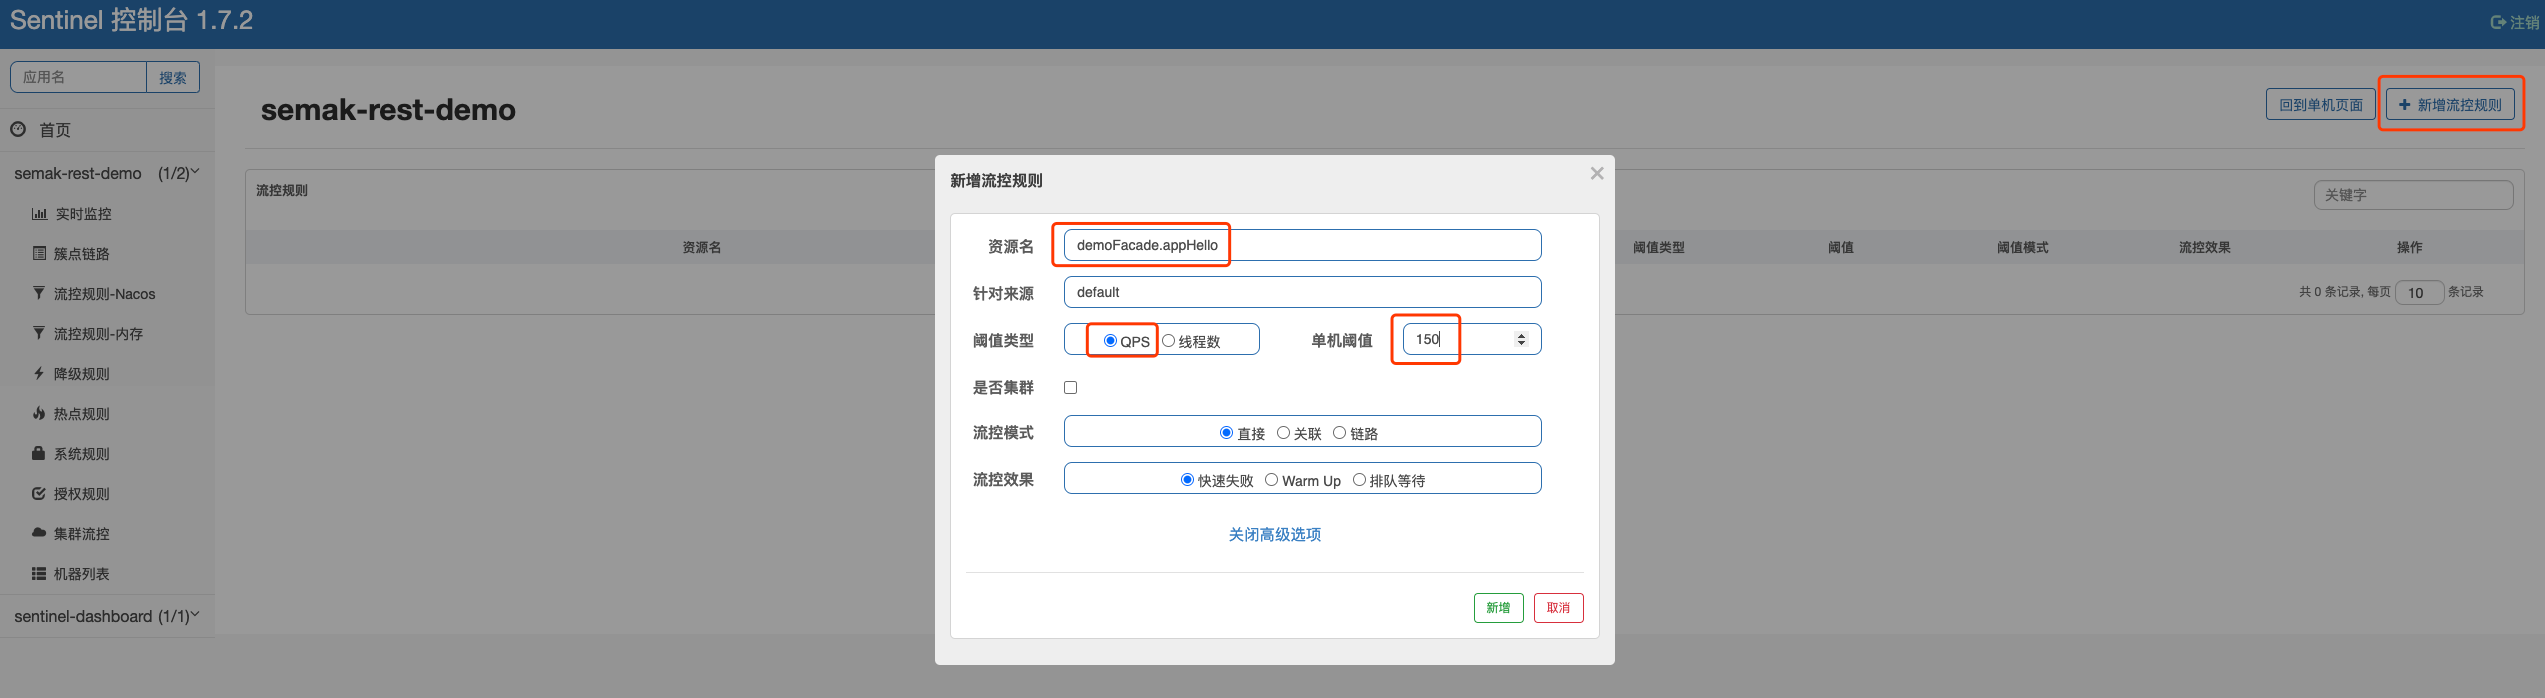 Sentinel 控制台 1.7.2
注销
应用名
搜索
首页
semak-rest-demo (1/2)
实时监控
簇点链路
流控规则-Nacos
流控规则-内存
降级规则
热点规则
系统规则
授权规则
集群流控
机器列表
sentinel-dashboard (1/1)
semak-rest-demo
回到单机页面
新增流控规则
流控规则
关键字
资源名
阈值类型
阈值
阈值模式
流控效果
操作
共 0 条记录, 每页 10 条记录
新增流控规则
×
资源名
demoFacade.appHello
针对来源
default
阈值类型
QPS 线程数
单机阈值
150
是否集群
流控模式
直接 关联 链路
流控效果
快速失败 Warm Up 排队等待
关闭高级选项
新增
取消